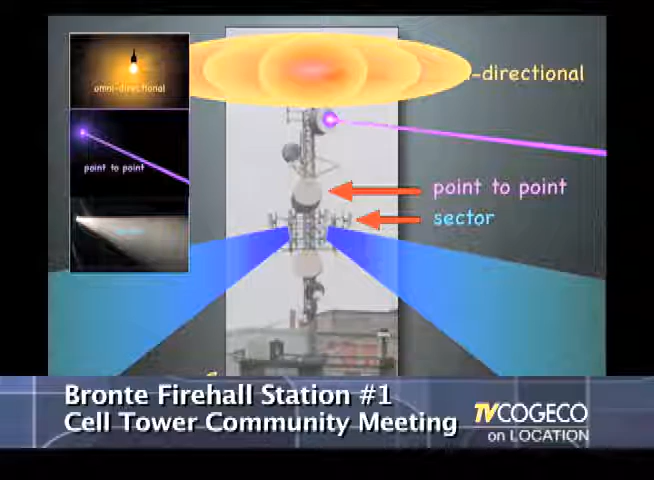 omni-directional
-directional
point to point
point to point
sector
Bronte Firehall Station #1
Cell Tower Community Meeting
TVCOGECO
on LOCATION